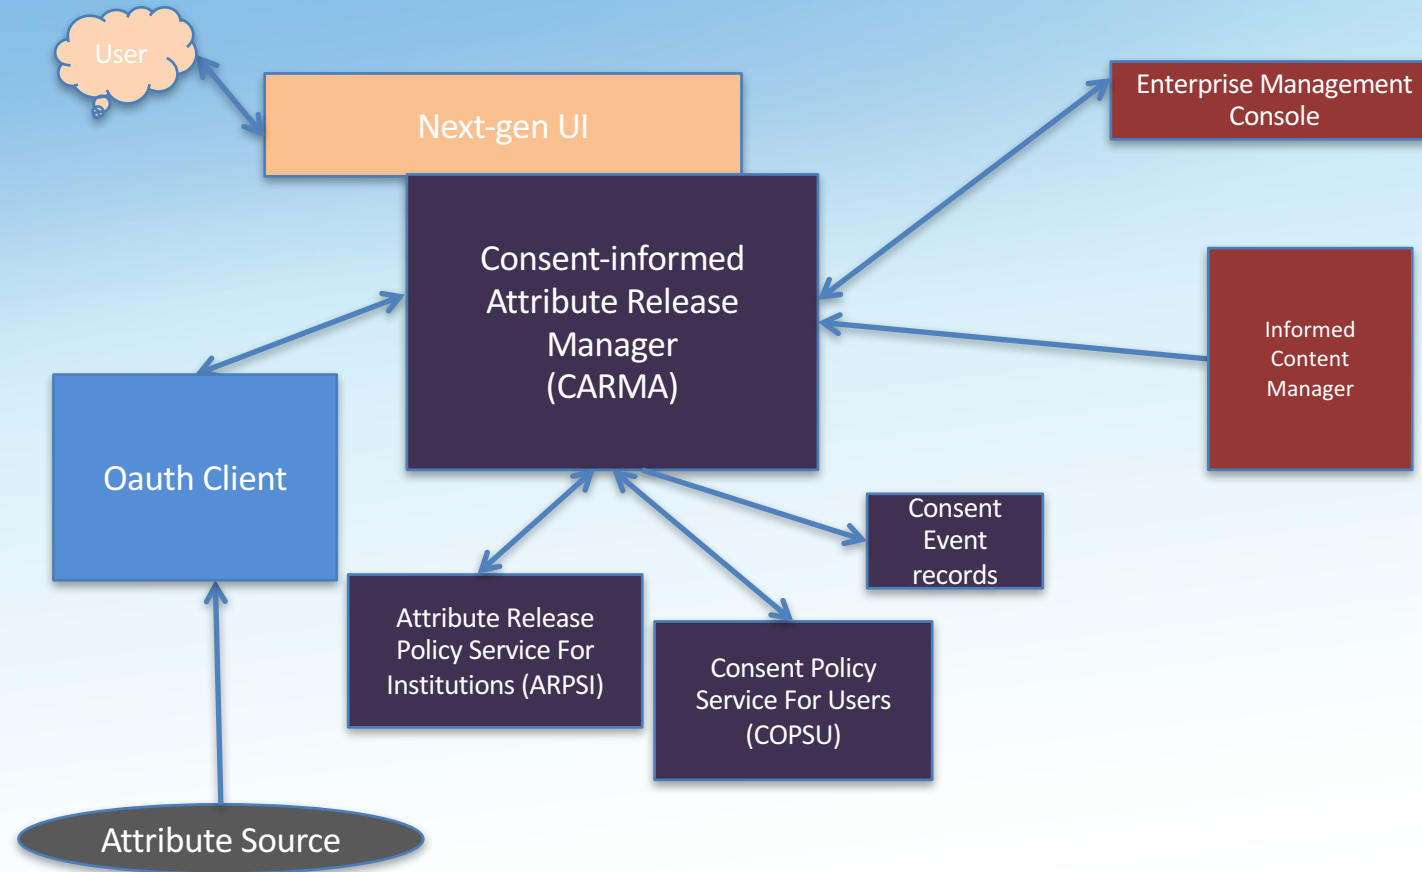 User
Next-gen UI
Enterprise Management
Console
Consent-informed
Attribute Release
Manager
(CARMA)
Informed
Content
Manager
Oauth Client
Consent
Event
records
Attribute Release
Policy Service For
Institutions (ARPSI)
Consent Policy
Service For Users
(COPSU)
Attribute Source